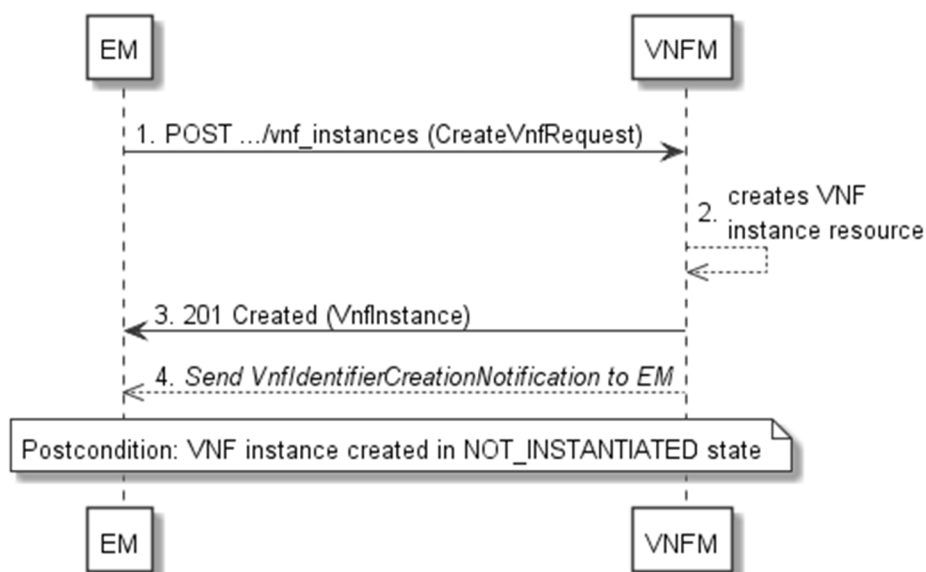 EM
VNFM
1. POST .../vnf_instances (CreateVnfRequest)
2. creates VNF
instance resource
3. 201 Created (VnfInstance)
4. Send VnfIdentifierCreationNotification to EM
Postcondition: VNF instance created in NOT_INSTANTIATED state
EM
VNFM